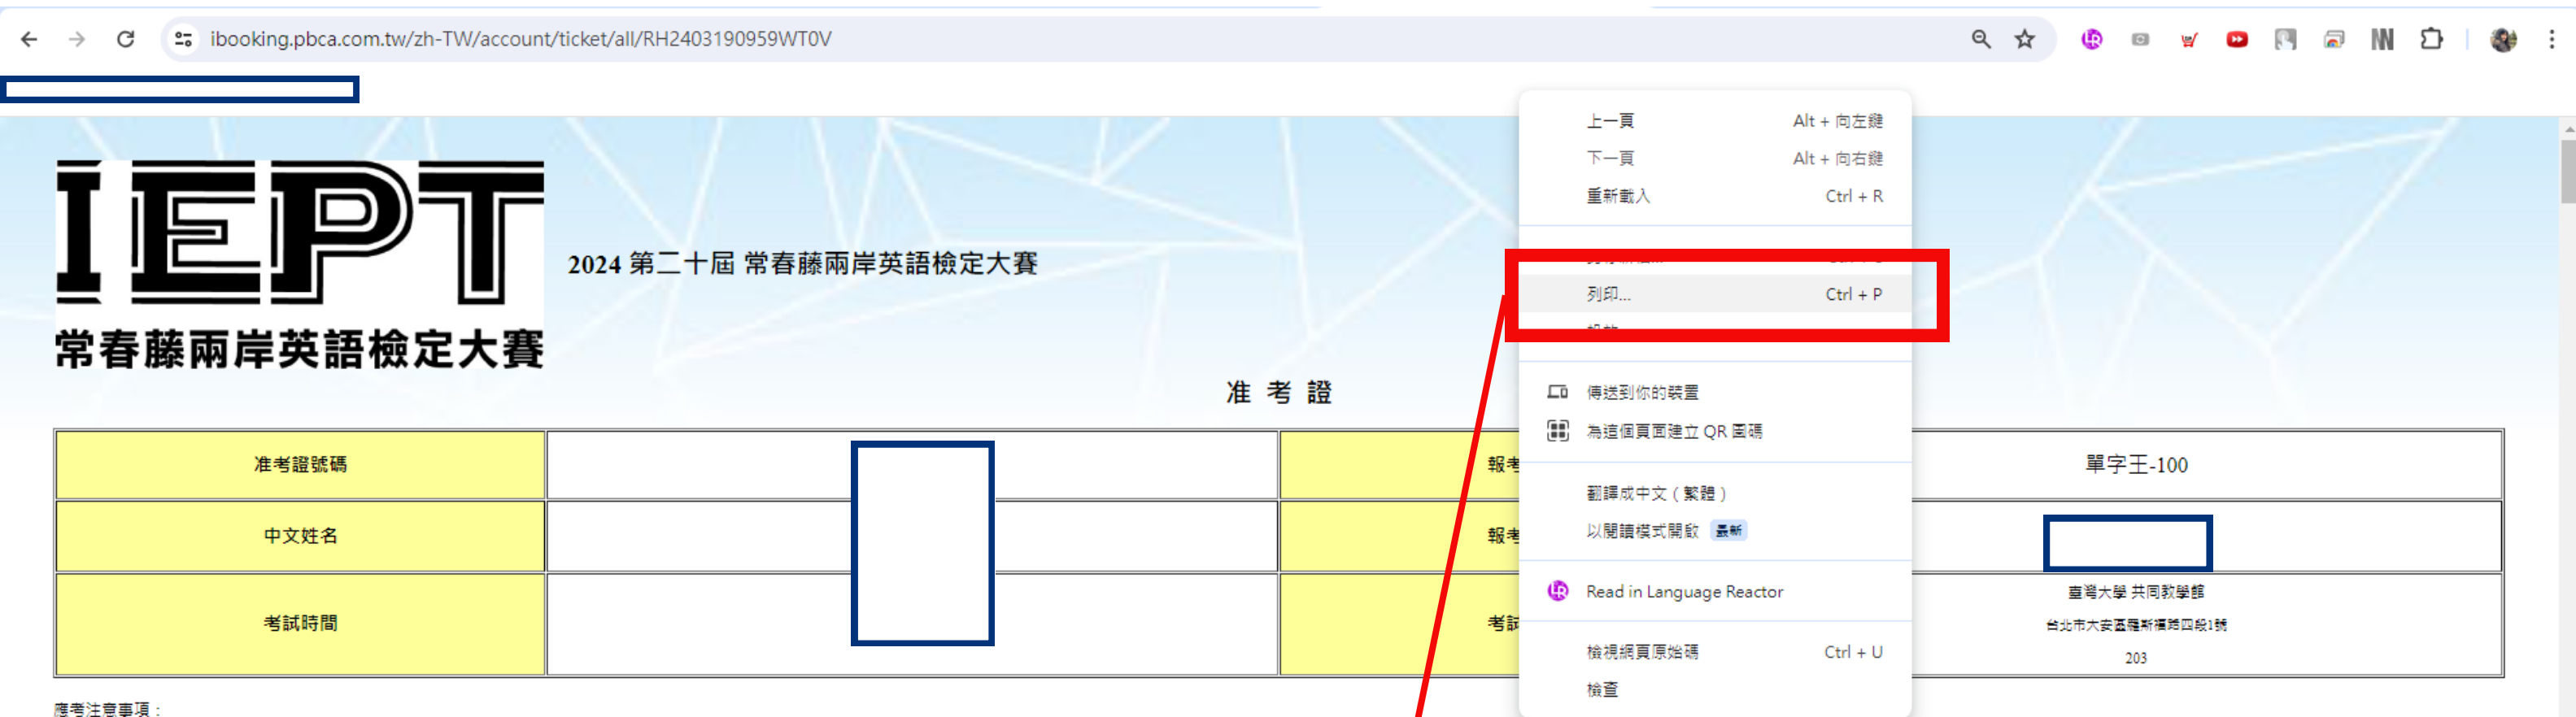 ibooking.pbca.com.tw/zh-TW/account/ticket/all/RH2403190959WT0V
IEPT
常春藤兩岸英語檢定大賽
2024 第二十屆 常春藤兩岸英語檢定大賽
准 考 證
准考證號碼
報考
單字王-100
中文姓名
報考
考試時間
考試
臺灣大學 共同教學館
台北市大安區羅斯福路四段1號
203
應考注意事項：
上一頁 Alt + 向左鍵
下一頁 Alt + 向右鍵
重新載入 Ctrl + R
列印... Ctrl + P
傳送到你的裝置
為這個頁面建立 QR 圖碼
翻譯成中文（繁體）
以閱讀模式開啟 最新
Read in Language Reactor
檢視網頁原始碼 Ctrl + U
檢查